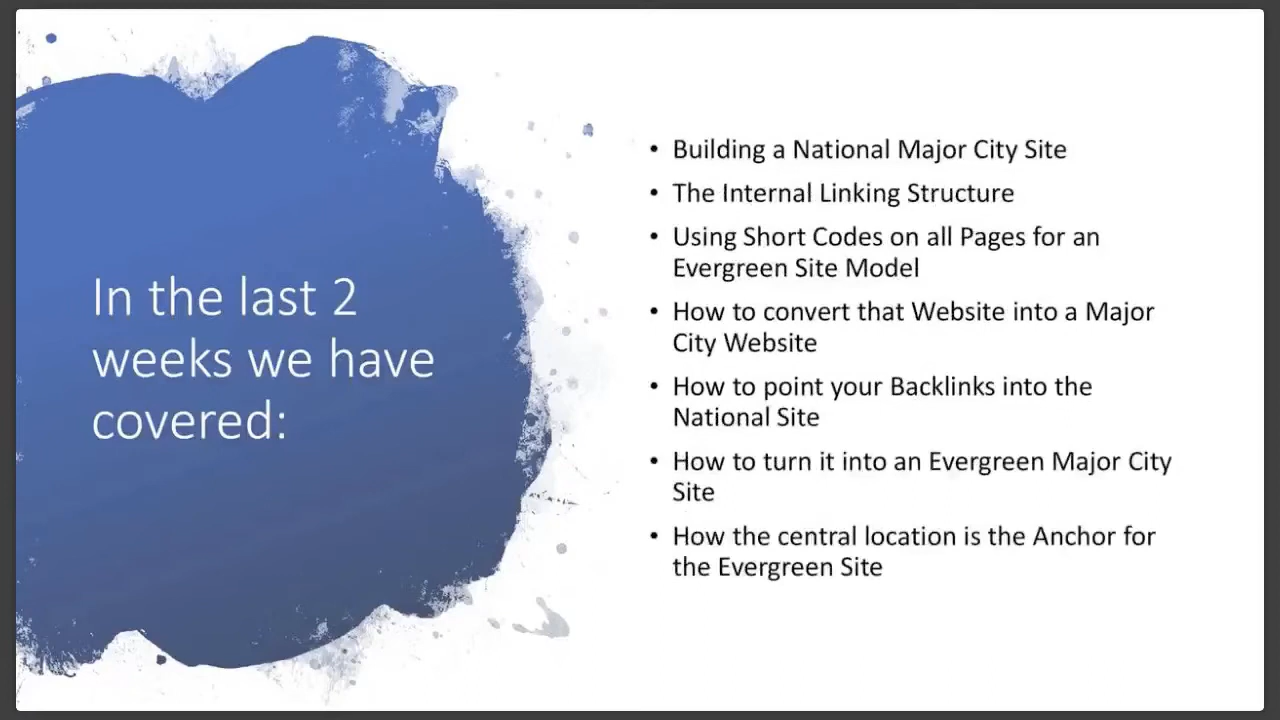 In the last 2
weeks we have
covered:
• Building a National Major City Site
• The Internal Linking Structure
• Using Short Codes on all Pages for an
Evergreen Site Model
• How to convert that Website into a Major
City Website
• How to point your Backlinks into the
National Site
• How to turn it into an Evergreen Major City
Site
• How the central location is the Anchor for
the Evergreen Site